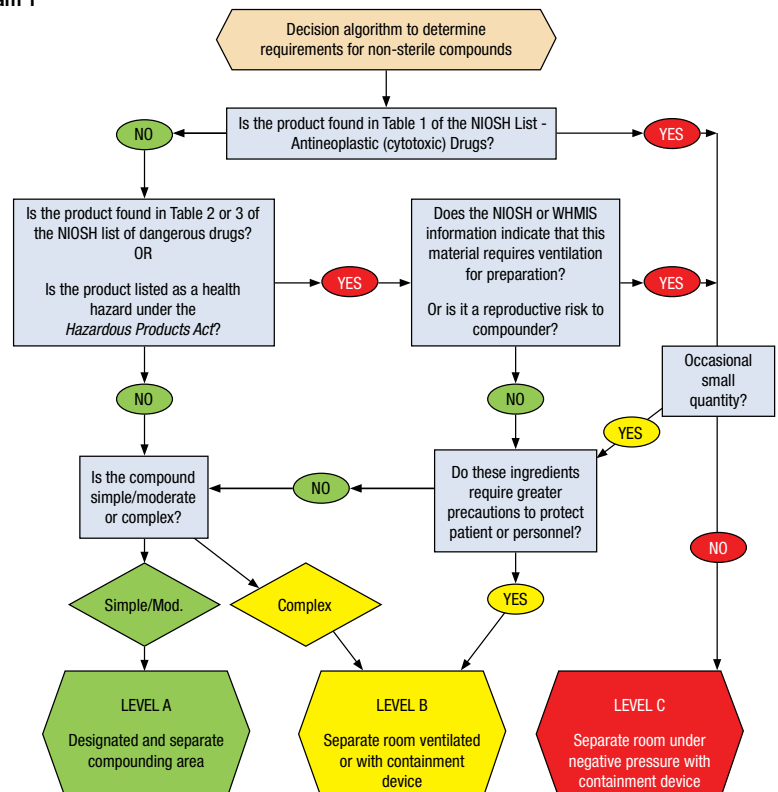 Decision algorithm to determine
requirements for non-sterile compounds
Is the product found in Table 1 of the NIOSH List -
Antineoplastic (cytotoxic) Drugs?
NO
YES
Is the product found in Table 2 or 3 of
the NIOSH list of dangerous drugs?
OR
Is the product listed as a health
hazard under the
Hazardous Products Act?
YES
Does the NIOSH or WHMIS
information indicate that this
material requires ventilation
for preparation?
Or is it a reproductive risk to
compounder?
YES
NO
NO
Occasional
small
quantity?
YES
Is the compound
simple/moderate
or complex?
NO
Do these ingredients
require greater
precautions to protect
patient or personnel?
NO
Simple/Mod.
Complex
YES
LEVEL A
Designated and separate
compounding area
LEVEL B
Separate room ventilated
or with containment
device
LEVEL C
Separate room under
negative pressure with
containment device